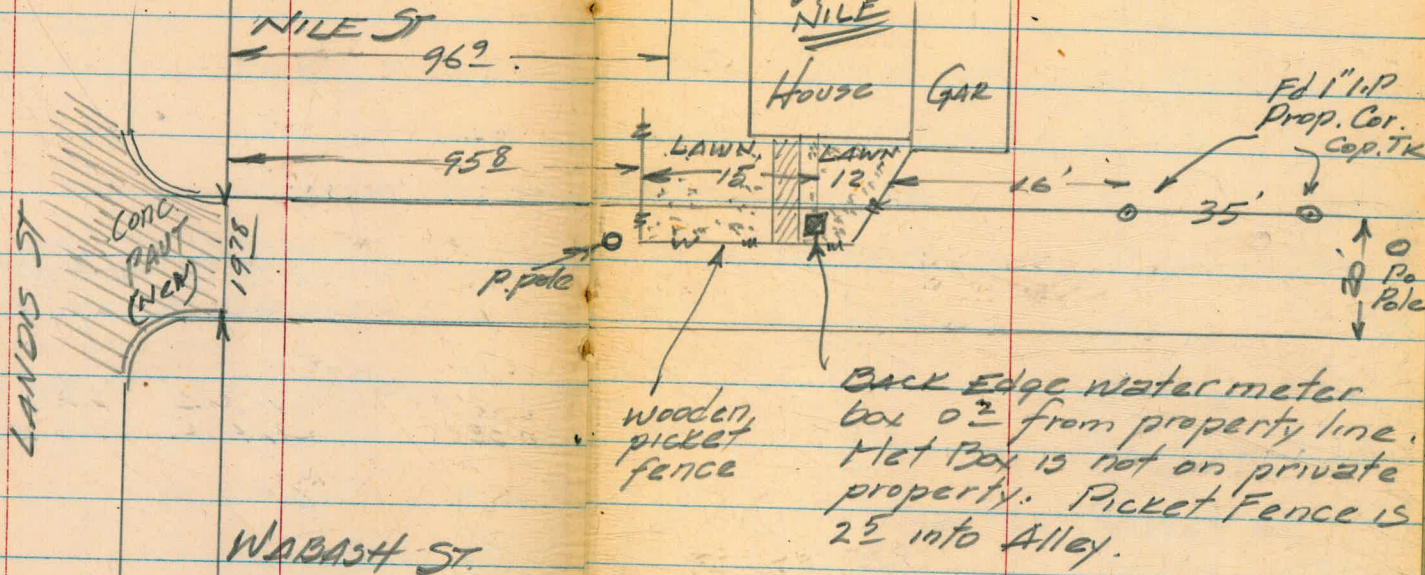 NILE ST
96 9
NILE
House
GAR
Fd 1" I.P
Prop. Cor.
Cop. Tk
95 8
LAWN
15
LAWN
12
16'
35'
LANDIS ST
CONC
PAVT
(NEW)
19 78
P. pole
20
Po
Pole
wooden
picket
fence
BACK Edge water meter
box 0 2 from property line.
Met Box is not on private
property. Picket Fence is
2 5 into Alley.
WABASH ST.